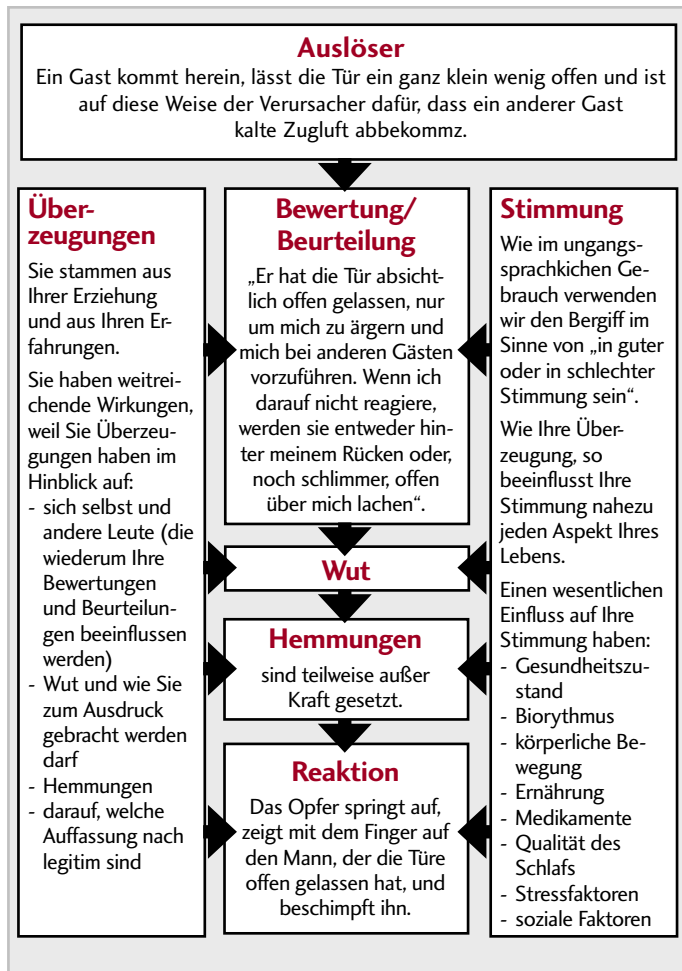 Auslöser
Ein Gast kommt herein, lässt die Tür ein ganz klein wenig offen und ist
auf diese Weise der Verursacher dafür, dass ein anderer Gast
kalte Zugluft abbekommz.
Über-
zeugungen
Sie stammen aus
Ihrer Erziehung
und aus Ihren Er-
fahrungen.
Sie haben weitrei-
chende Wirkungen,
weil Sie Überzeu-
gungen haben im
Hinblick auf:
- sich selbst und
andere Leute (die
wiederum Ihre
Bewertungen
und Beurteilun-
gen beeinflussen
werden)
- Wut und wie Sie
zum Ausdruck
gebracht werden
darf
- Hemmungen
- darauf, welche
Auffassung nach
legitim sind
Bewertung/
Beurteilung
„Er hat die Tür absicht-
lich offen gelassen, nur
um mich zu ärgern und
mich bei anderen Gästen
vorzuführen. Wenn ich
darauf nicht reagiere,
werden sie entweder hin-
ter meinem Rücken oder,
noch schlimmer, offen
über mich lachen“.
Wut
Hemmungen
sind teilweise außer
Kraft gesetzt.
Reaktion
Das Opfer springt auf,
zeigt mit dem Finger auf
den Mann, der die Türe
offen gelassen hat, und
beschimpft ihn.
Stimmung
Wie im ungangs-
sprachkichen Ge-
brauch verwenden
wir den Bergiff im
Sinne von „in guter
oder in schlechter
Stimmung sein“.
Wie Ihre Über-
zeugung, so
beeinflusst Ihre
Stimmung nahezu
jeden Aspekt Ihres
Lebens.
Einen wesentlichen
Einfluss auf Ihre
Stimmung haben:
- Gesundheitszu-
stand
- Biorythmus
- körperliche Be-
wegung
- Ernährung
- Medikamente
- Qualität des
Schlafs
- Stressfaktoren
- soziale Faktoren